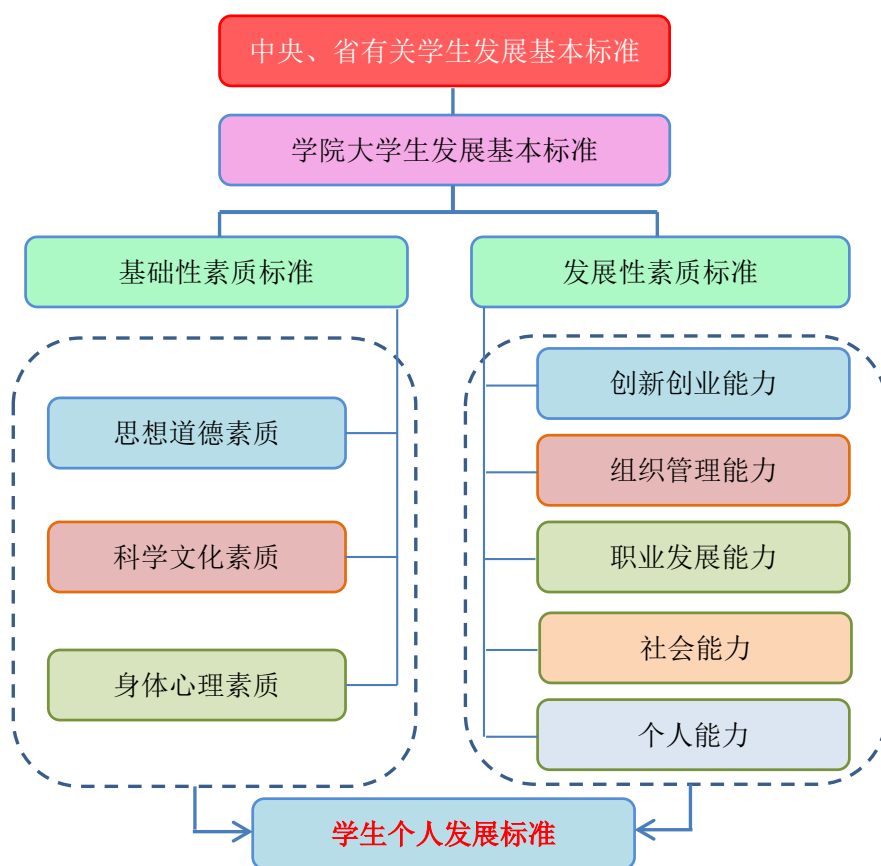 中央、省有关学生发展基本标准
学院大学生发展基本标准
基础性素质标准
发展性素质标准
思想道德素质
科学文化素质
身体心理素质
创新创业能力
组织管理能力
职业发展能力
社会能力
个人能力
学生个人发展标准